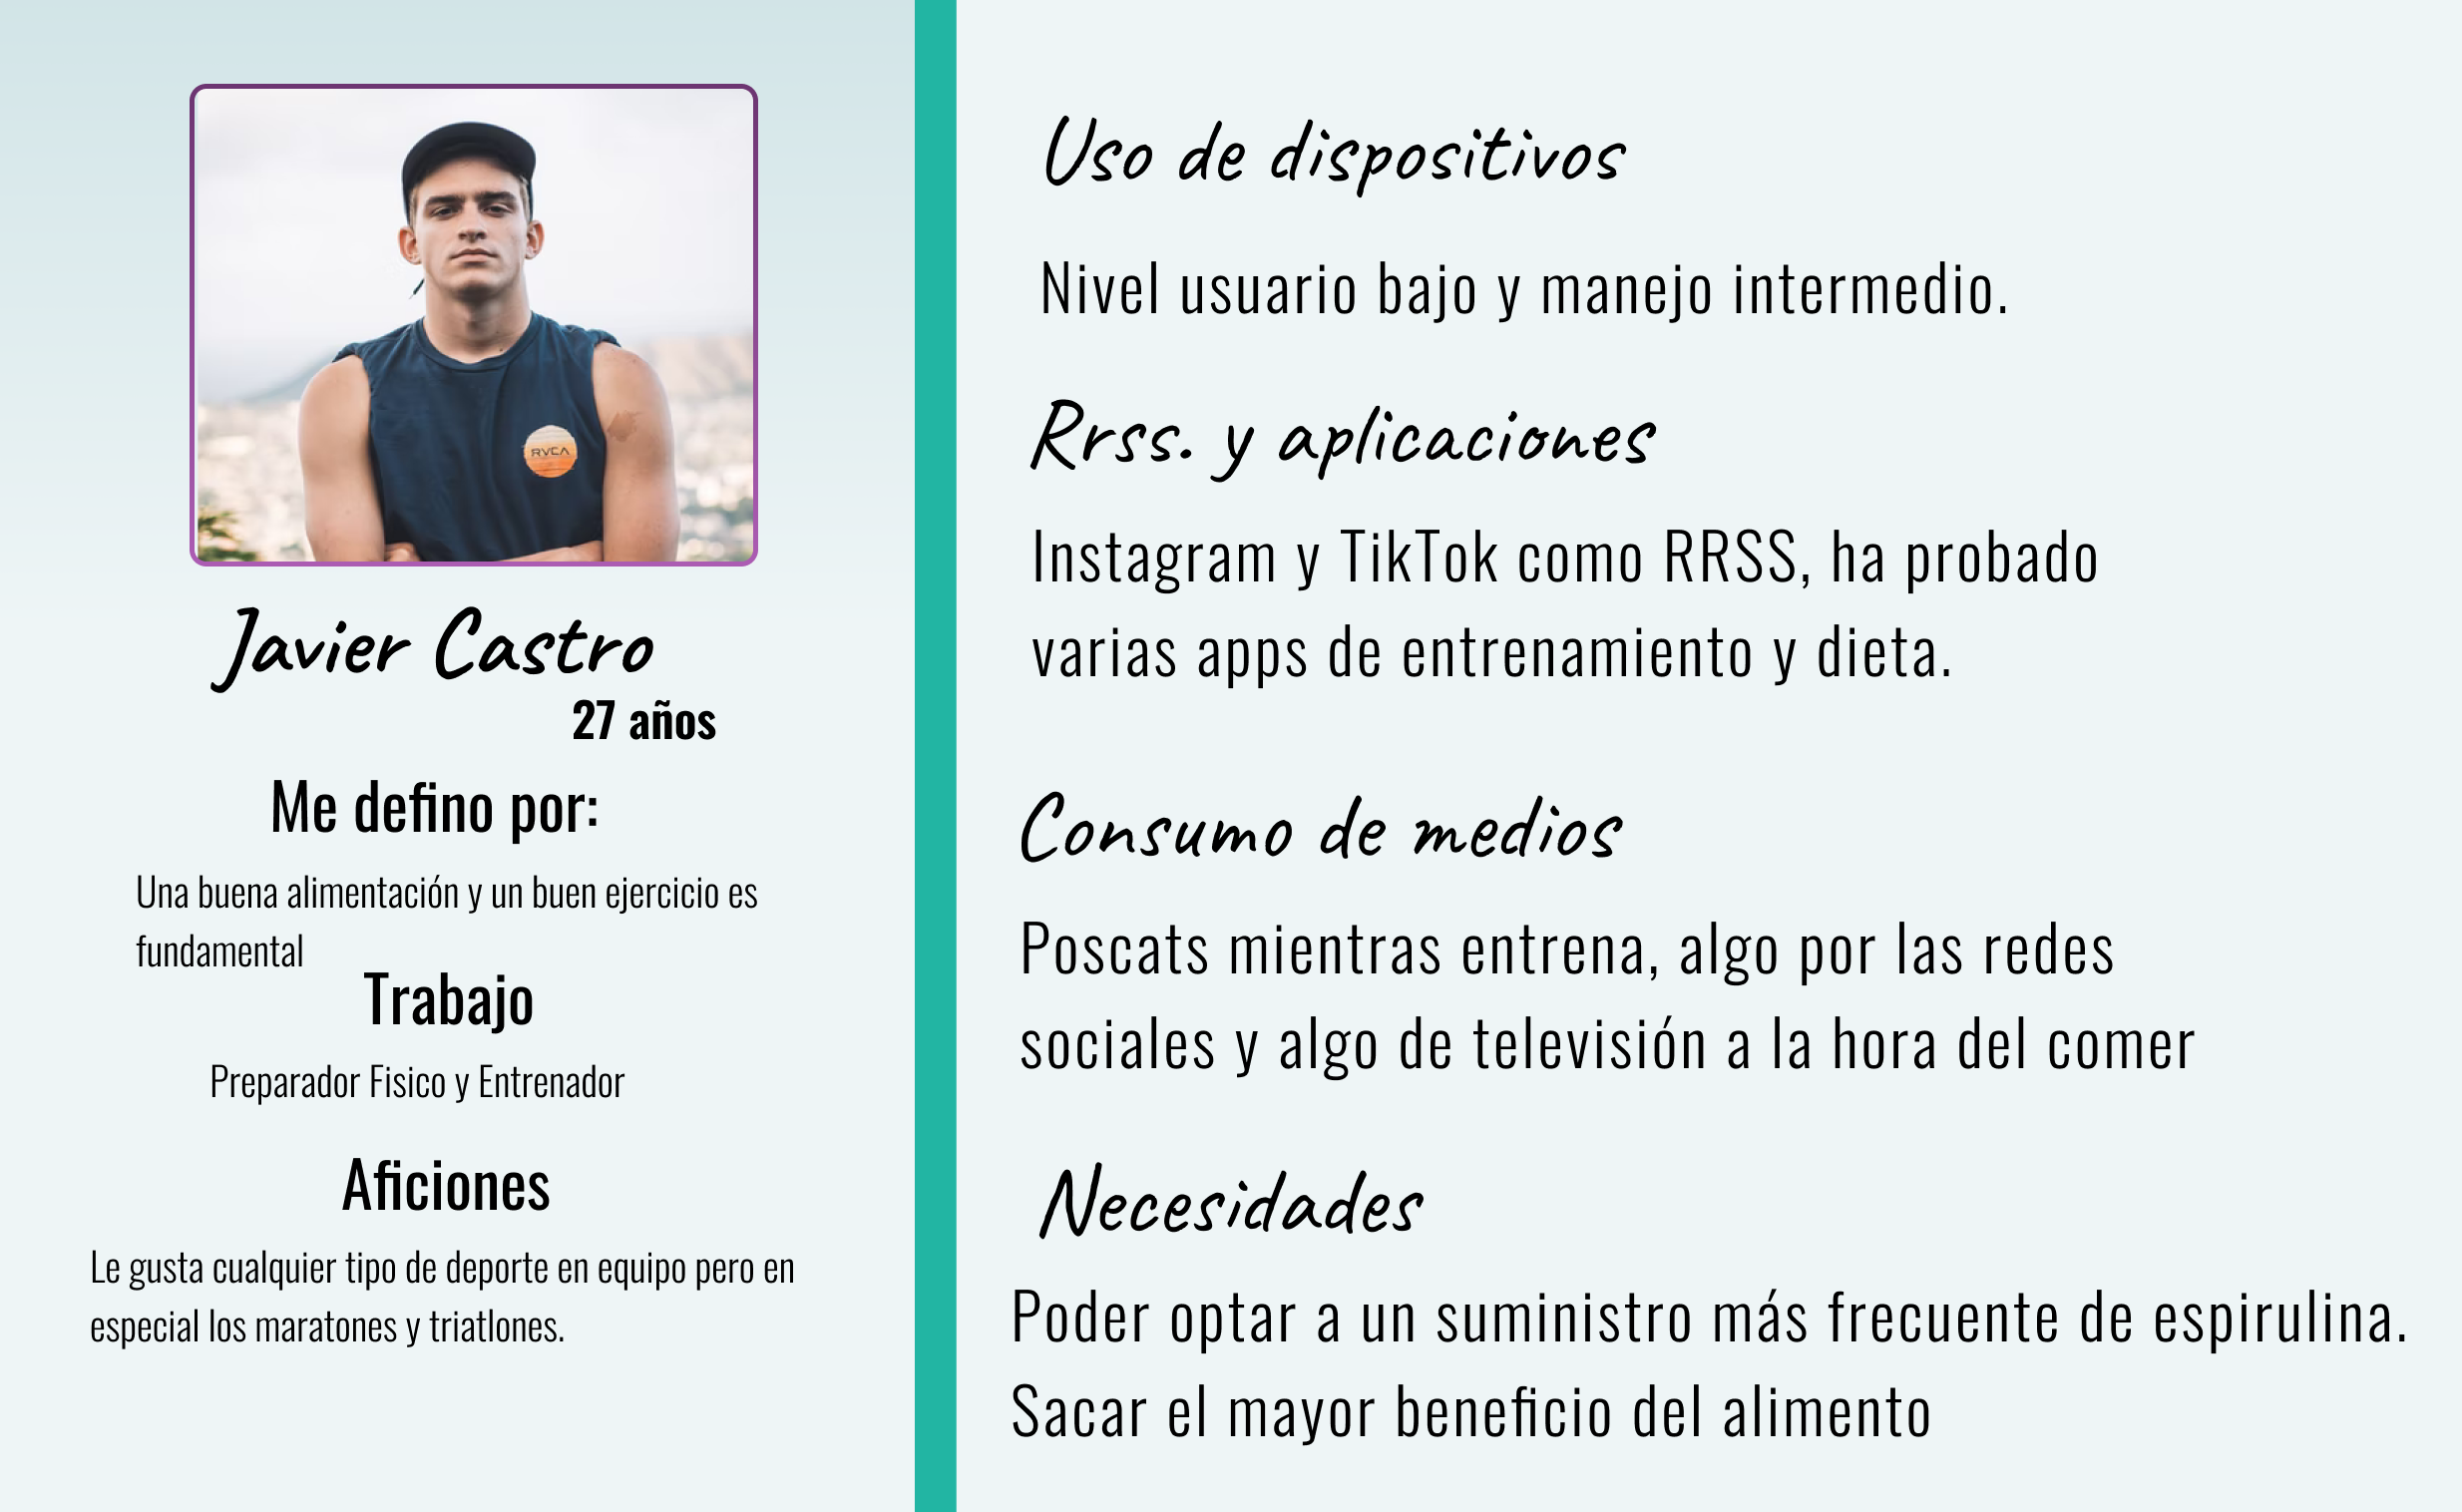 RVCA
Javier Castro
27 años
Me defino por:
Una buena alimentación y un buen ejercicio es
fundamental
Trabajo
Preparador Fisico y Entrenador
Aficiones
Le gusta cualquier tipo de deporte en equipo pero en
especial los maratones y triatlones.
Uso de dispositivos
Nivel usuario bajo y manejo intermedio.
Rrss. y aplicaciones
Instagram y TikTok como RRSS, ha probado
varias apps de entrenamiento y dieta.
Consumo de medios
Poscats mientras entrena, algo por las redes
sociales y algo de televisión a la hora del comer
Necesidades
Poder optar a un suministro más frecuente de espirulina.
Sacar el mayor beneficio del alimento